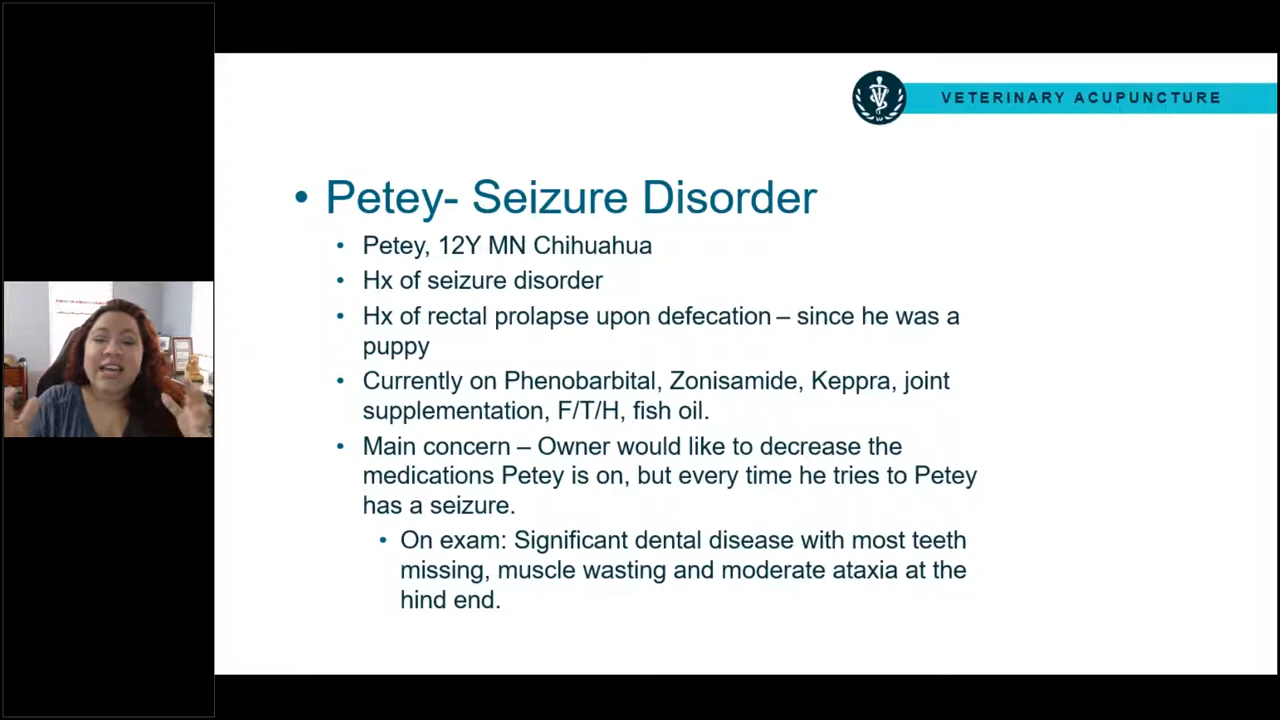 VETERINARY ACUPUNCTURE
• Petey- Seizure Disorder
• Petey, 12Y MN Chihuahua
• Hx of seizure disorder
• Hx of rectal prolapse upon defecation – since he was a
puppy
• Currently on Phenobarbital, Zonisamide, Keppra, joint
supplementation, F/T/H, fish oil.
• Main concern – Owner would like to decrease the
medications Petey is on, but every time he tries to Petey
has a seizure.
• On exam: Significant dental disease with most teeth
missing, muscle wasting and moderate ataxia at the
hind end.